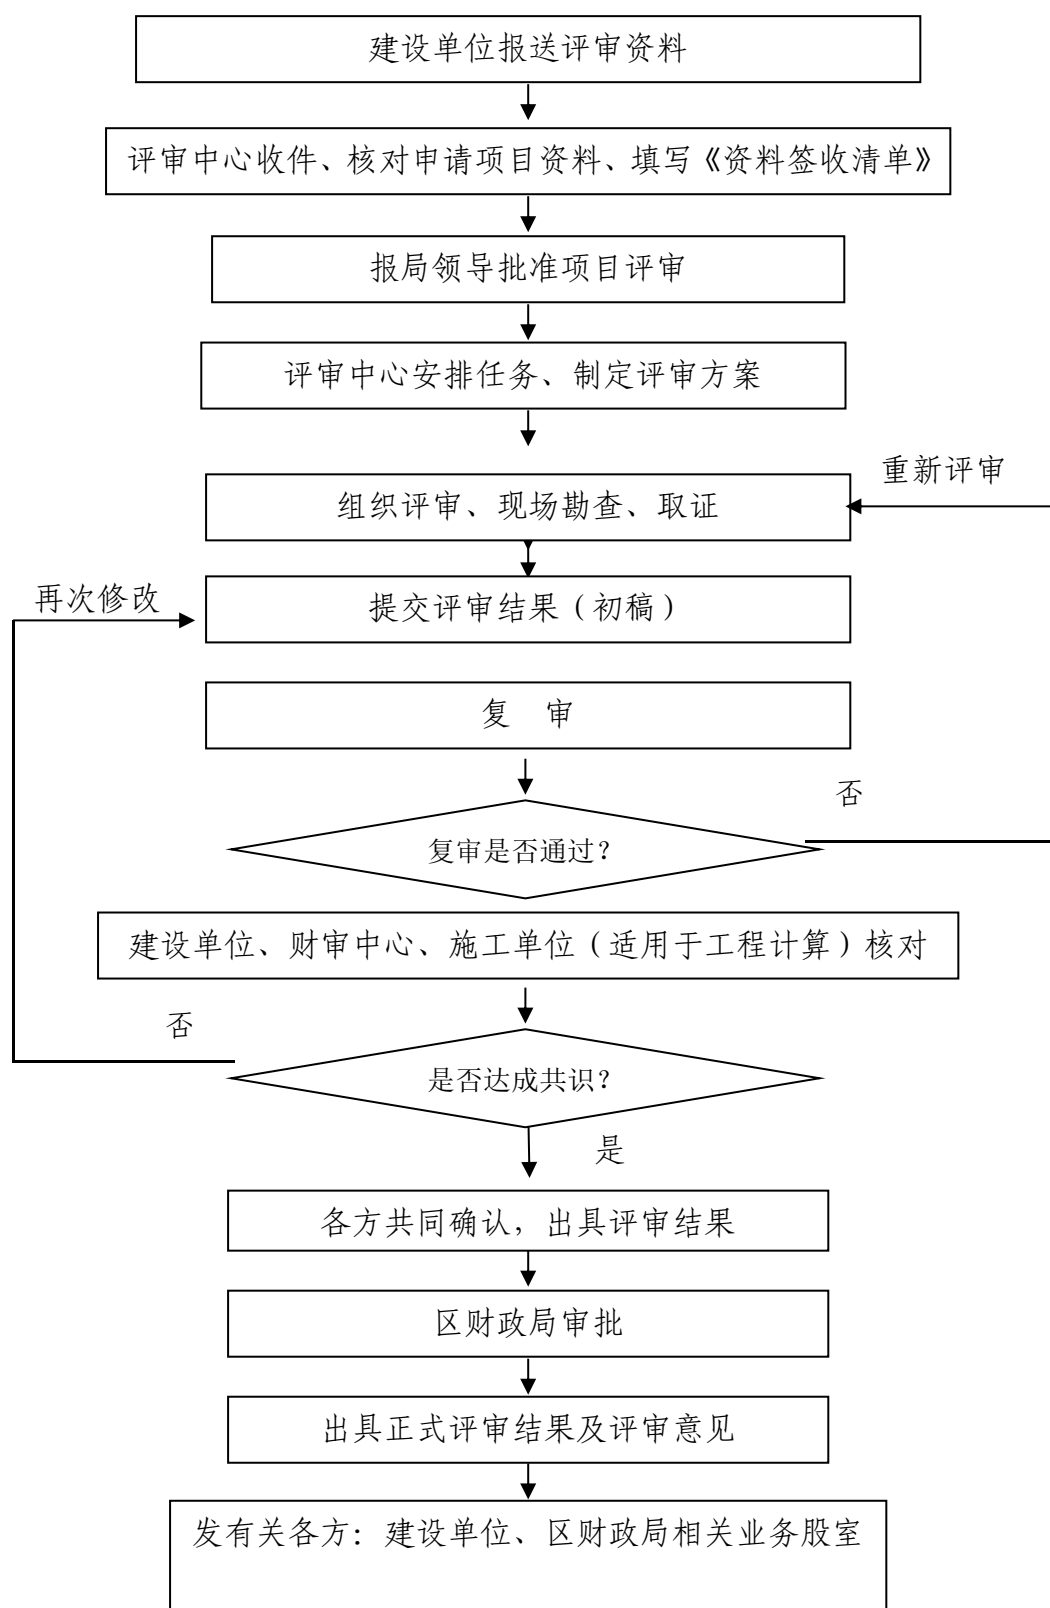 建设单位报送评审资料
评审中心收件、核对申请项目资料、填写《资料签收清单》
报局领导批准项目评审
评审中心安排任务、制定评审方案
重新评审
组织评审、现场勘查、取证
再次修改
提交评审结果（初稿）
复 审
否
复审是否通过？
建设单位、财审中心、施工单位（适用于工程计算）核对
否
是否达成共识？
是
各方共同确认，出具评审结果
区财政局审批
出具正式评审结果及评审意见
发有关各方：建设单位、区财政局相关业务股室